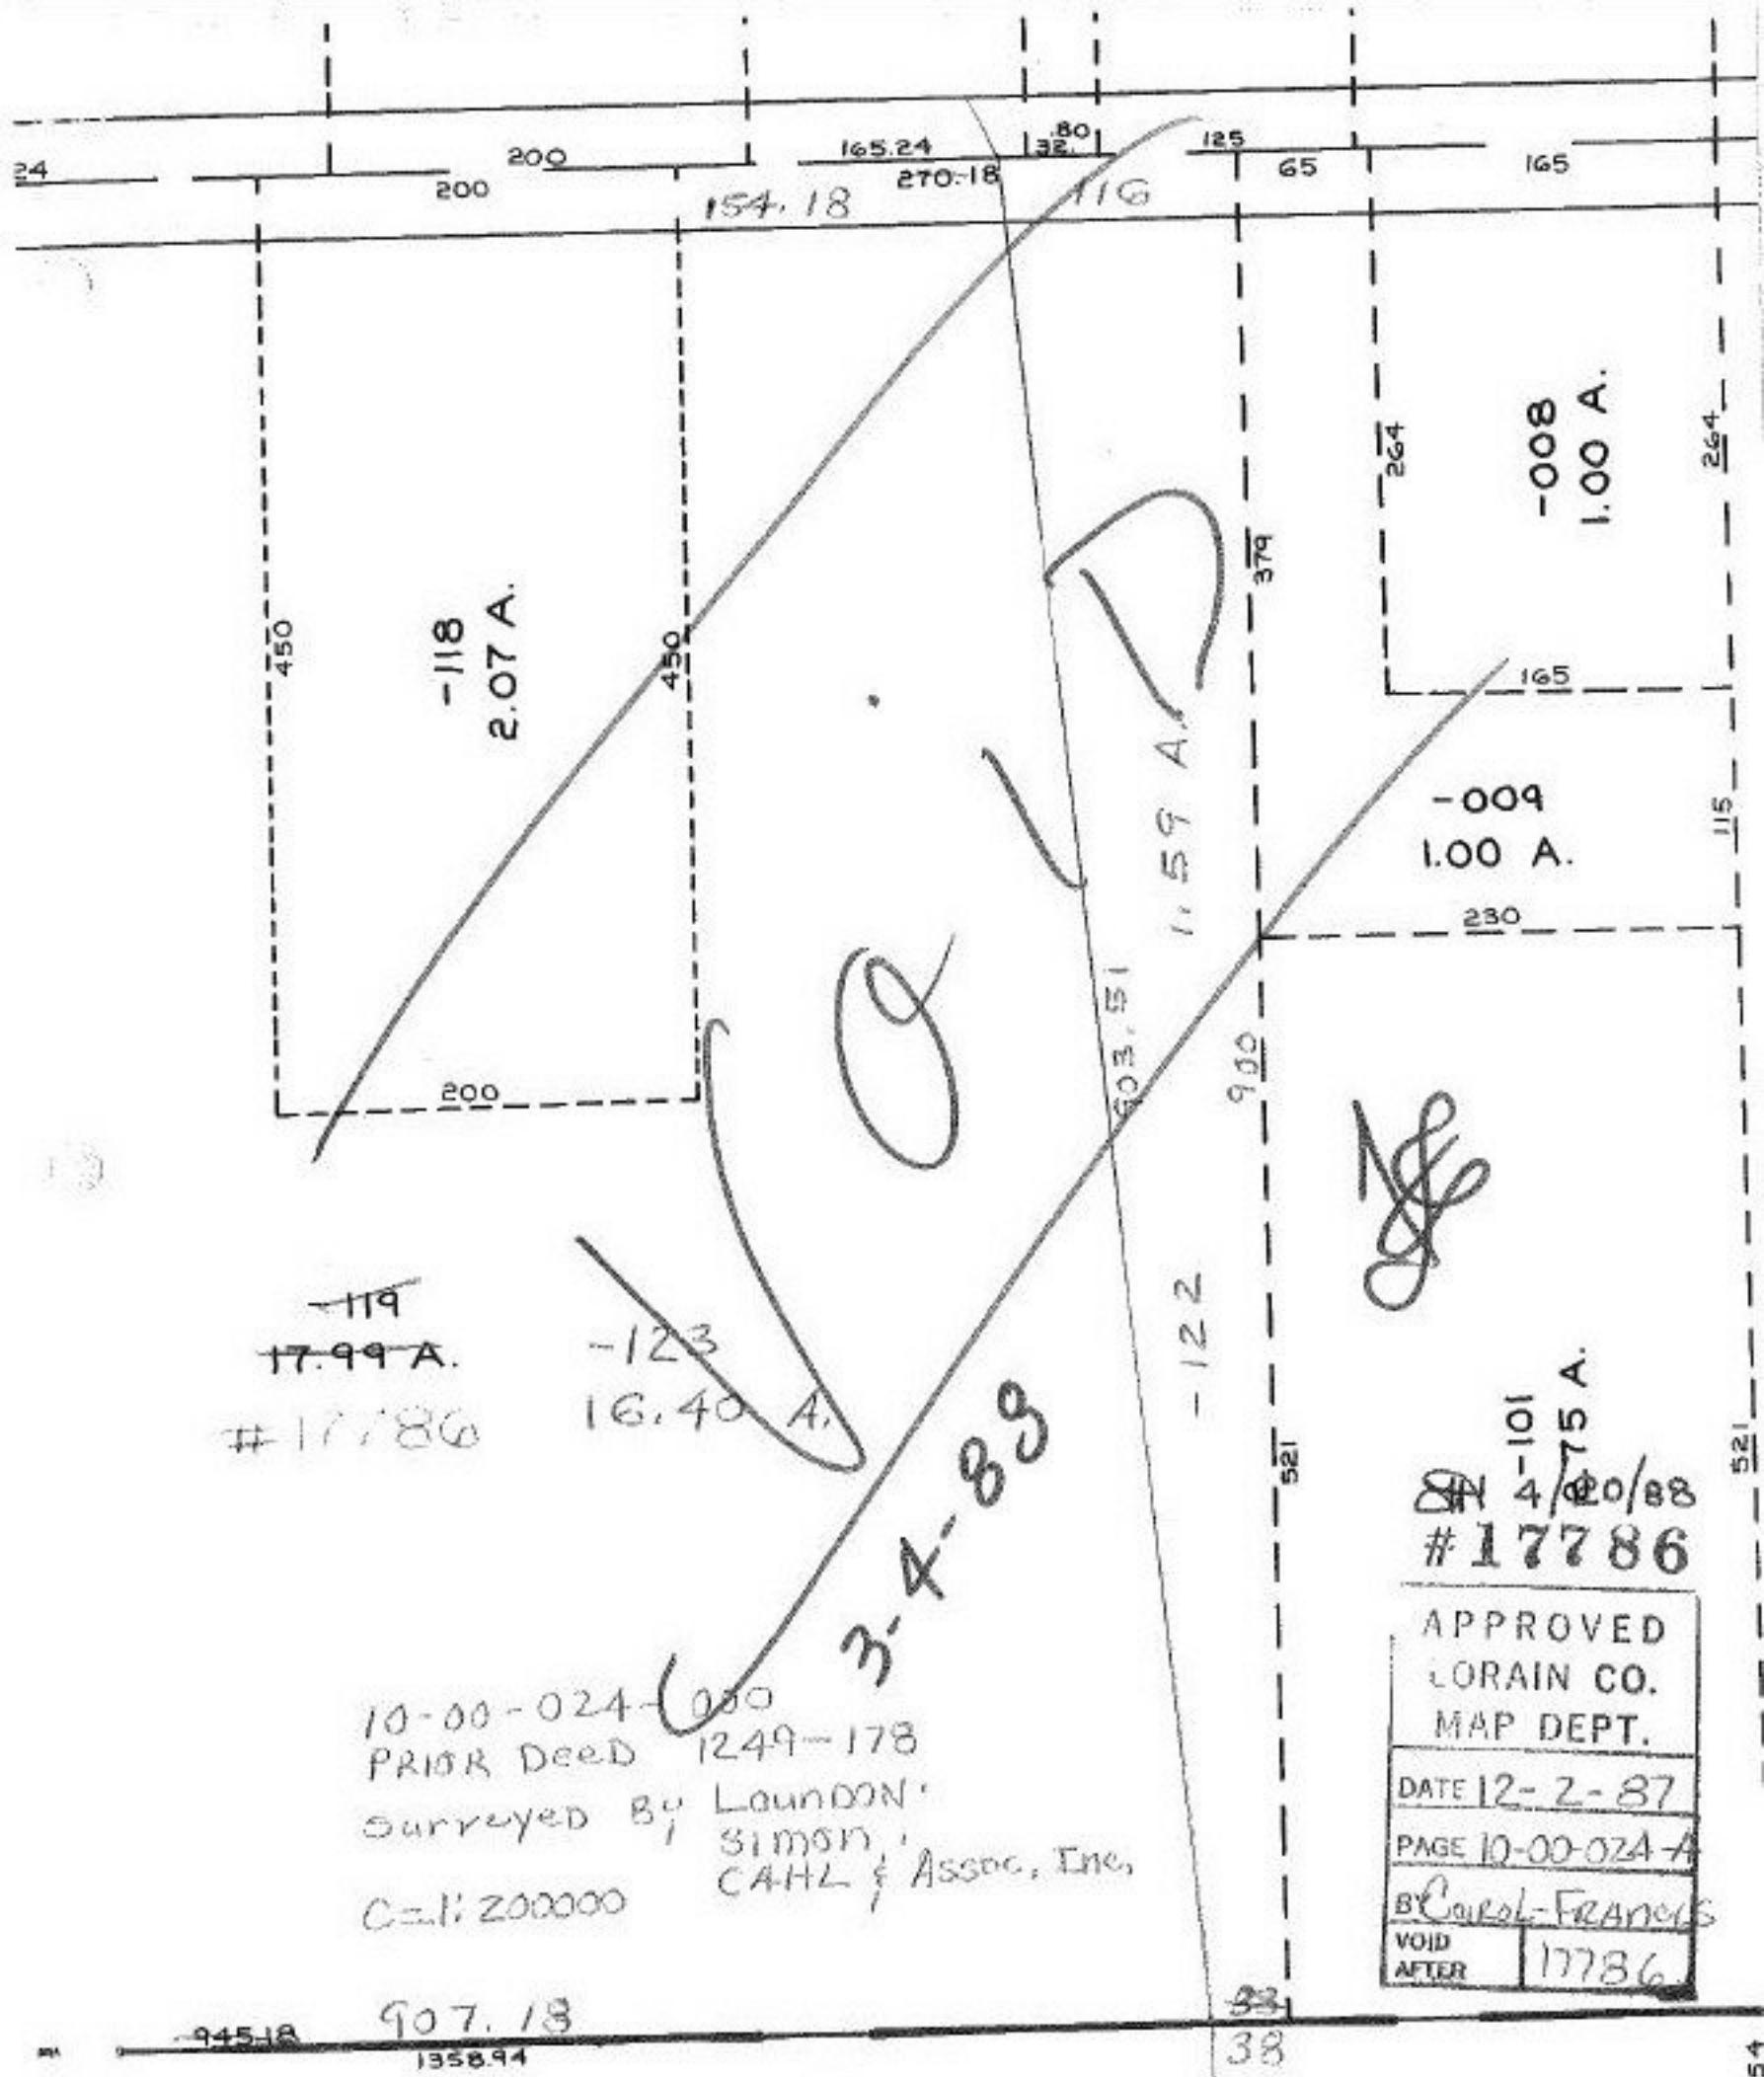 24
200
200
165.24
.80
32.
125
65
165
270.18
154.18
116
450
-118
2.07 A.
450
200
379
264
-008
1.00 A.
264
165
-009
1.00 A.
115
230
1.59 A.
903.51
900
-122
521
521
OLD
3-4-89
-119
17.99 A.
#17786
-123
16.40 A.
-101
.75 A.
4/20/88
#17786
APPROVED
LORAIN CO.
MAP DEPT.
DATE 12-2-87
PAGE 10-00-024-A
BY CAROL-FRANCIS
VOID
AFTER 17786
10-00-024-000
PRIOR DeeD 1249-178
Surveyed By LounDON.
Simon,
CAHL & Assoc, Inc,
C=1:200000
945.18
907.18
1358.94
33
38
54